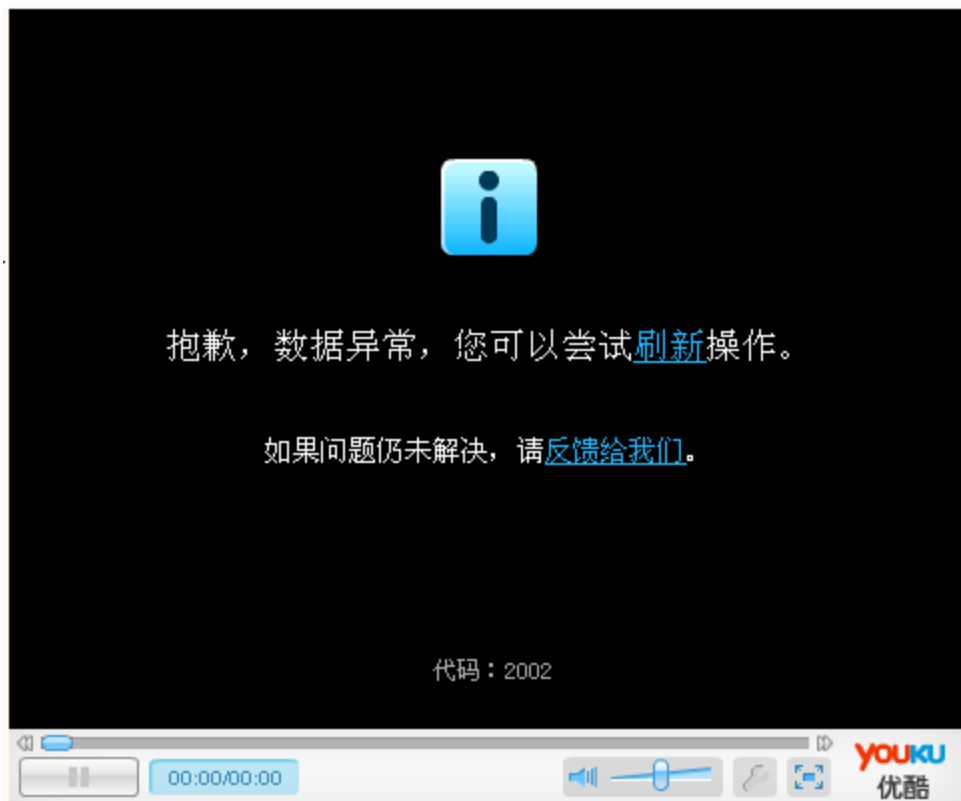 抱歉，数据异常，您可以尝试刷新操作。
如果问题仍未解决，请反馈给我们。
代码：2002
00:00/00:00
YOUKU
优酷